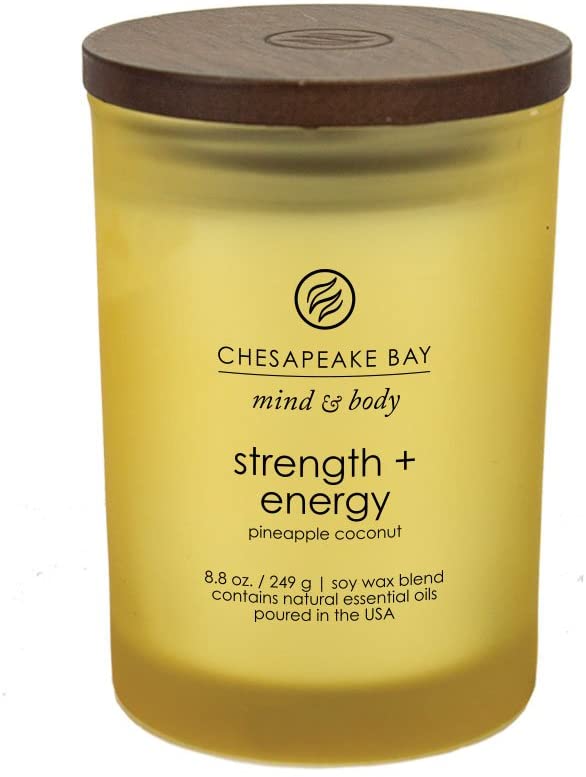 CHESAPEAKE BAY
mind & body
strength +
energy
pineapple coconut
8.8 oz. / 249 g | soy wax blend
contains natural essential oils
poured in the USA